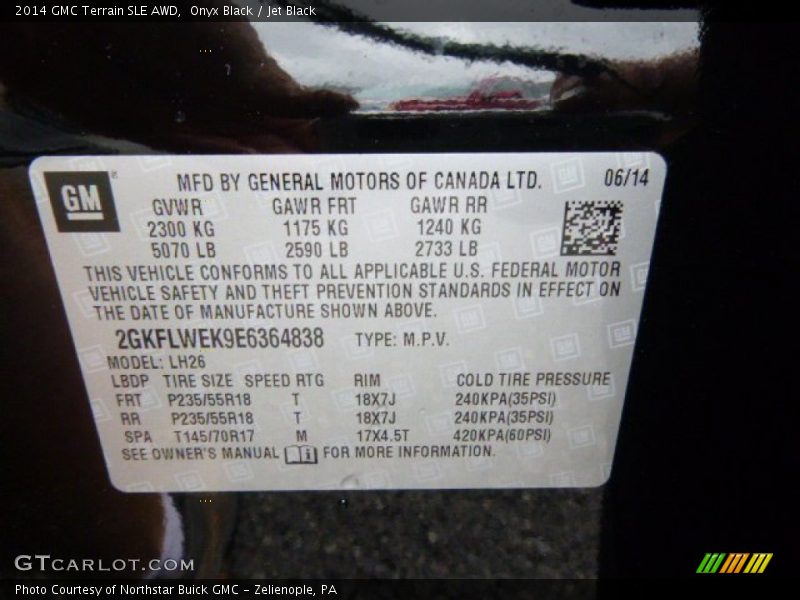 2014 GMC Terrain SLE AWD, Onyx Black / Jet Black
GM
MFD BY GENERAL MOTORS OF CANADA LTD. 06/14
GVWR GAWR FRT GAWR RR
2300 KG 1175 KG 1240 KG
5070 LB 2590 LB 2733 LB
THIS VEHICLE CONFORMS TO ALL APPLICABLE U.S. FEDERAL MOTOR
VEHICLE SAFETY AND THEFT PREVENTION STANDARDS IN EFFECT ON
THE DATE OF MANUFACTURE SHOWN ABOVE.
2GKFLWEK9E6364838 TYPE: M.P.V.
MODEL: LH26
LBDP TIRE SIZE SPEED RTG RIM COLD TIRE PRESSURE
FRT P235/55R18 T 18X7J 240KPA(35PSI)
RR P235/55R18 T 18X7J 240KPA(35PSI)
SPA T145/70R17 M 17X4.5T 420KPA(60PSI)
SEE OWNER'S MANUAL FOR MORE INFORMATION.
GTCARLOT.COM
Photo Courtesy of Northstar Buick GMC - Zelienople, PA